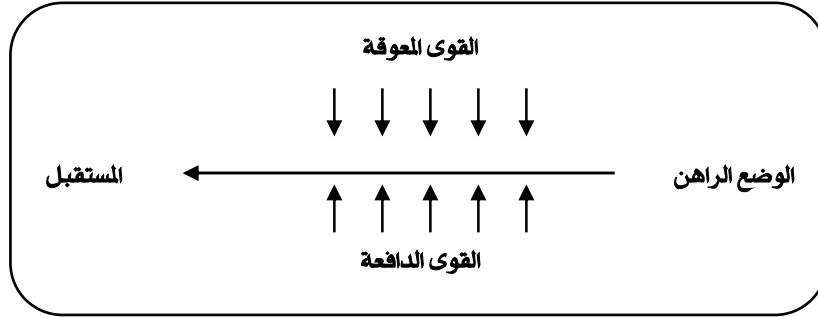 القوى المعوقة
الوضع الراهن
المستقبل
القوى الدافعة